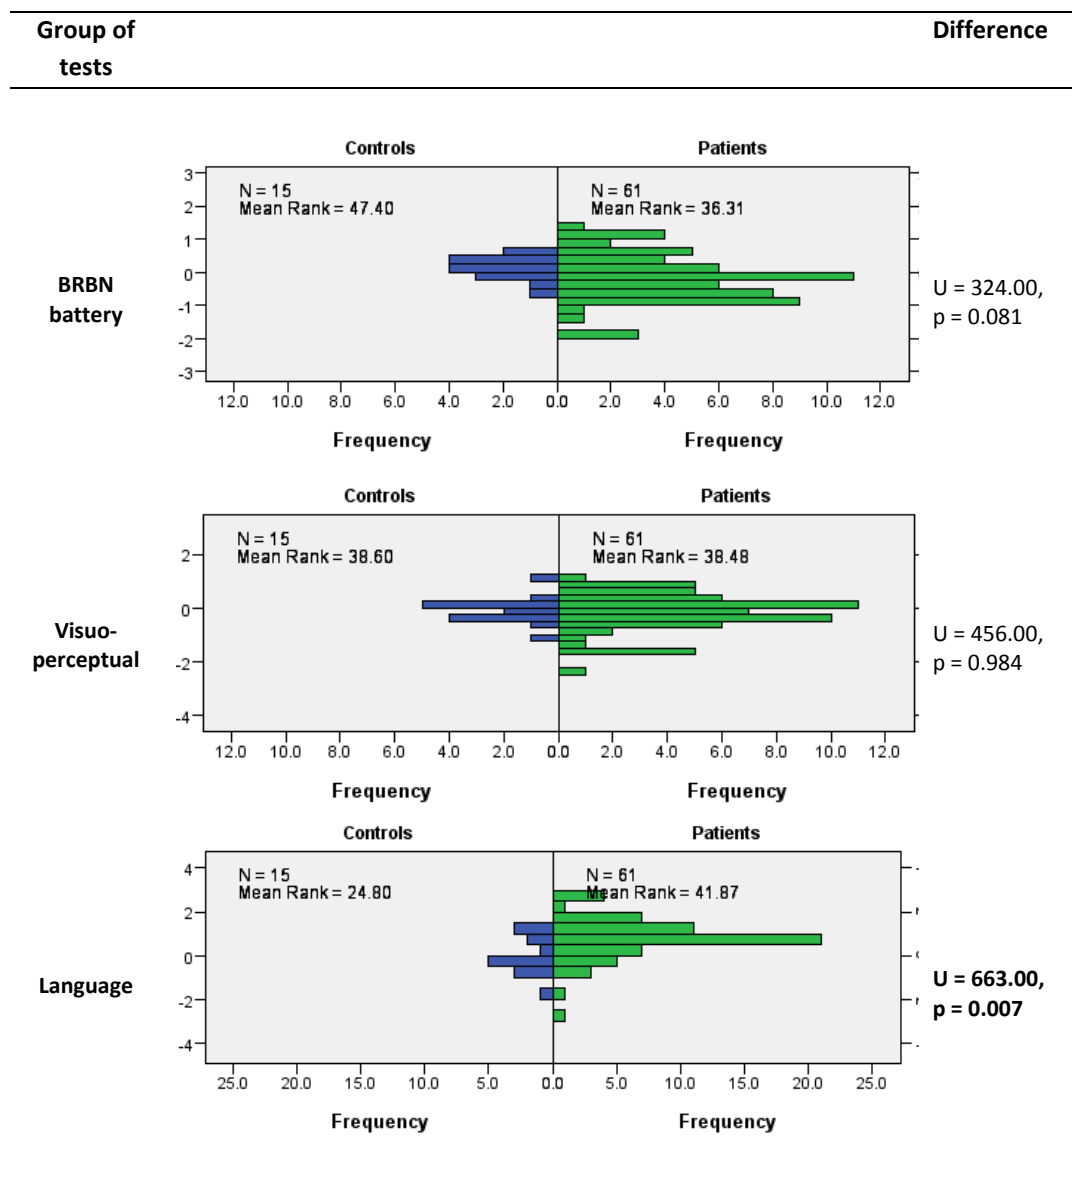 Group of tests
Difference
Controls
Patients
N = 15
Mean Rank = 47.40
N = 61
Mean Rank = 36.31
3
2
1
0
-1
-2
-3
BRBN
battery
U = 324.00,
p = 0.081
12.0 10.0 8.0 6.0 4.0 2.0 0.0 2.0 4.0 6.0 8.0 10.0 12.0
Frequency
Frequency
Controls
Patients
N = 15
Mean Rank = 38.60
N = 61
Mean Rank = 38.48
2
0
-2
-4
Visuo-
perceptual
U = 456.00,
p = 0.984
12.0 10.0 8.0 6.0 4.0 2.0 0.0 2.0 4.0 6.0 8.0 10.0 12.0
Frequency
Frequency
Controls
Patients
N = 15
Mean Rank = 24.80
N = 61
Mean Rank = 41.87
4
2
0
-2
-4
Language
U = 663.00,
p = 0.007
25.0 20.0 15.0 10.0 5.0 0.0 5.0 10.0 15.0 20.0 25.0
Frequency
Frequency